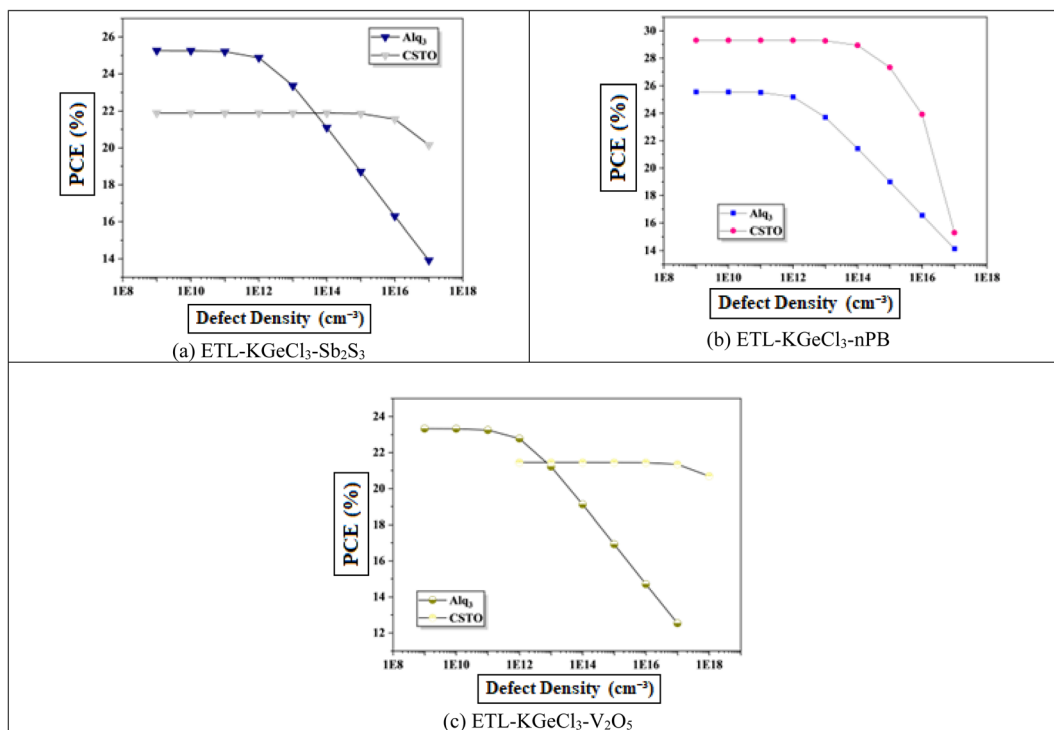 26
24
22
20
18
16
14
PCE (%)
Alq₃
CSTO
1E8 1E10 1E12 1E14 1E16 1E18
Defect Density (cm⁻³)
(a) ETL-KGeCl₃-Sb₂S₃
30
28
26
24
22
20
18
16
14
PCE (%)
Alq₃
CSTO
1E8 1E10 1E12 1E14 1E16 1E18
Defect Density (cm⁻³)
(b) ETL-KGeCl₃-nPB
24
22
20
18
16
14
12
PCE (%)
Alq₃
CSTO
1E8 1E10 1E12 1E14 1E16 1E18
Defect Density (cm⁻³)
(c) ETL-KGeCl₃-V₂O₅